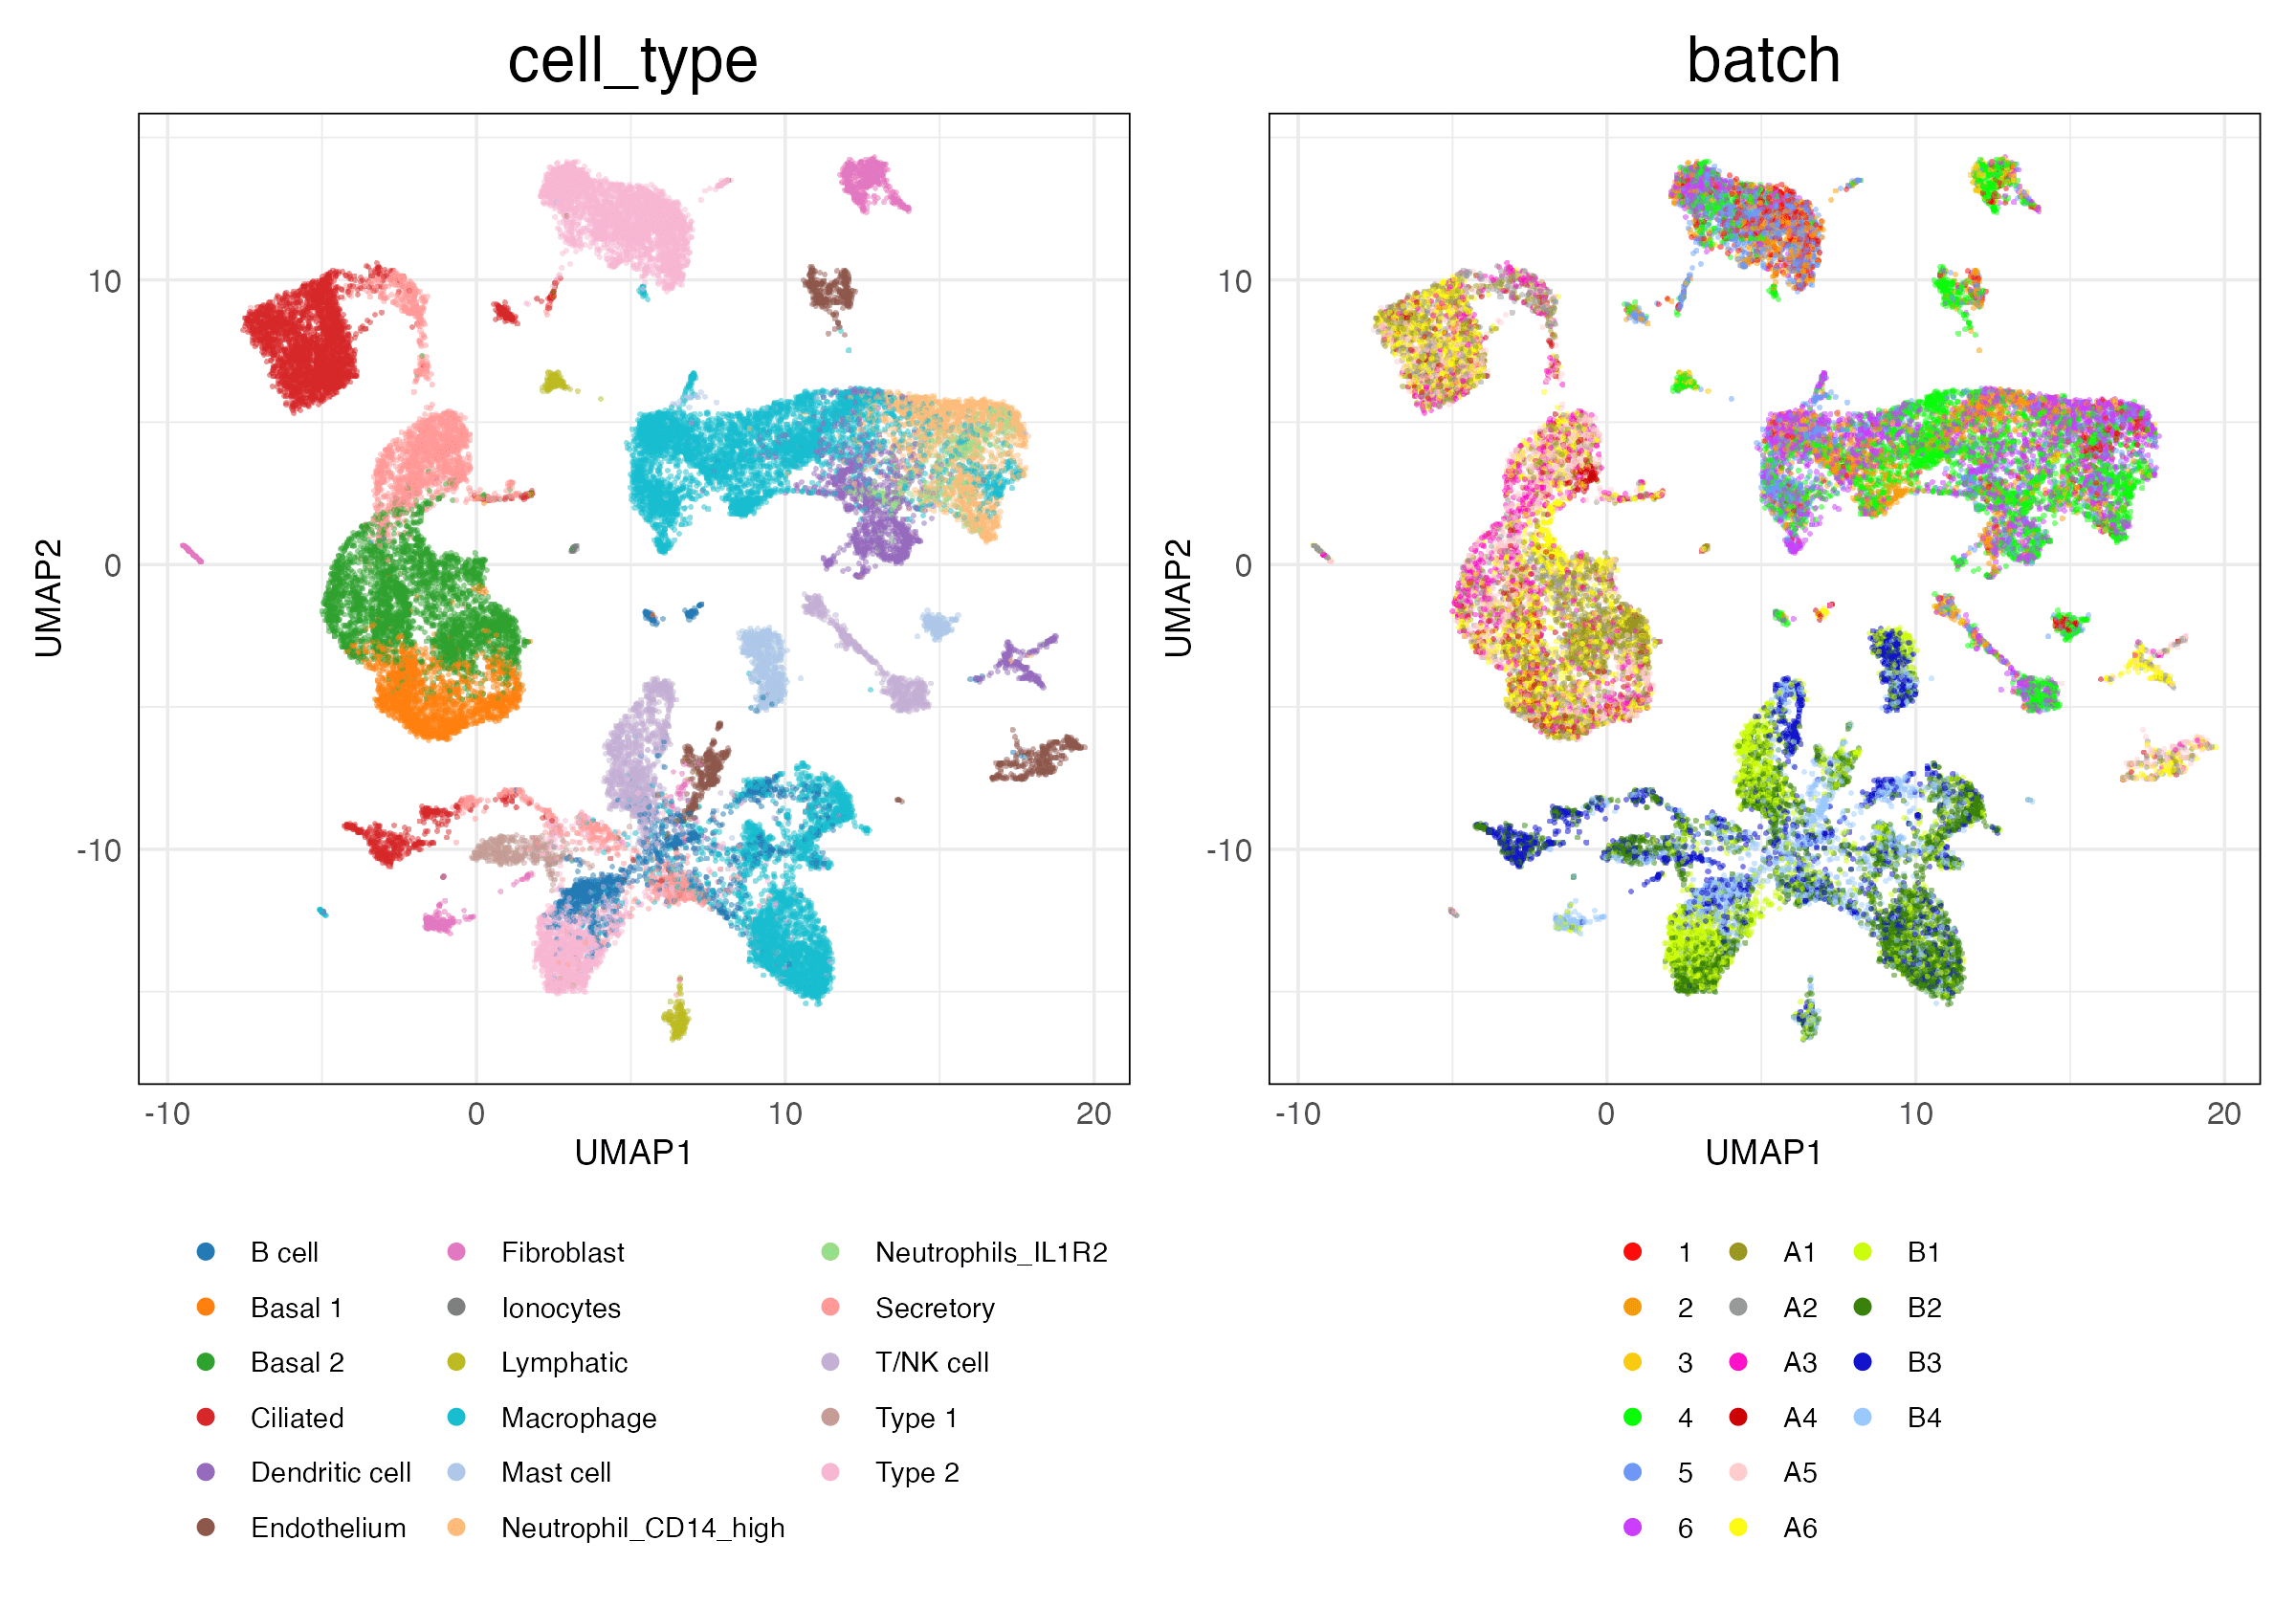 cell_type
batch
10
0
-10
UMAP2
-10
0
10
20
UMAP1
10
0
-10
UMAP2
-10
0
10
20
UMAP1
B cell
Fibroblast
Neutrophils_IL1R2
Basal 1
Ionocytes
Secretory
Basal 2
Lymphatic
T/NK cell
Ciliated
Macrophage
Type 1
Dendritic cell
Mast cell
Type 2
Endothelium
Neutrophil_CD14_high
1
A1
B1
2
A2
B2
3
A3
B3
4
A4
B4
5
A5
6
A6